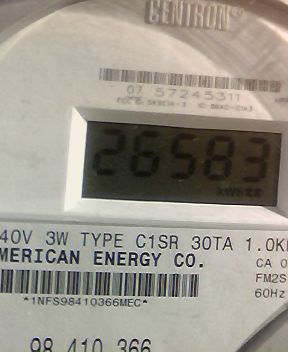 CENTRON®
07 57245311
26583
kWh
40V 3W TYPE C1SR 30TA 1.0K
MERICAN ENERGY CO.
CA 0
FM2S
60Hz
*1NFS98410366MEC*
98 410 366